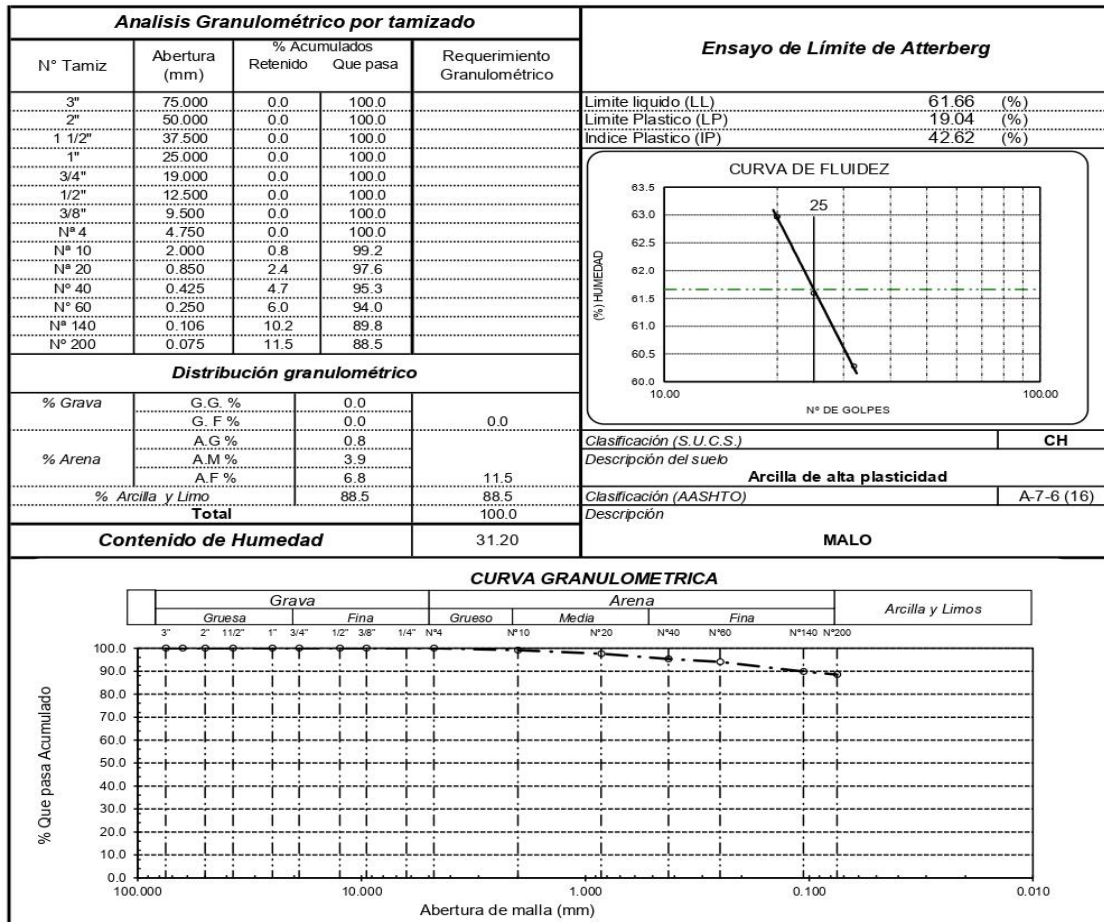 Analisis Granulométrico por tamizado
N° Tamiz Abertura (mm) % Acumulados Retenido Que pasa Requerimiento Granulométrico
3" 75.000 0.0 100.0
2" 50.000 0.0 100.0
1 1/2" 37.500 0.0 100.0
1" 25.000 0.0 100.0
3/4" 19.000 0.0 100.0
1/2" 12.500 0.0 100.0
3/8" 9.500 0.0 100.0
Nª 4 4.750 0.0 100.0
Nª 10 2.000 0.8 99.2
Nª 20 0.850 2.4 97.6
Nº 40 0.425 4.7 95.3
N° 60 0.250 6.0 94.0
Nª 140 0.106 10.2 89.8
Nº 200 0.075 11.5 88.5
Distribución granulométrico
% Grava G.G. % 0.0
G. F % 0.0 0.0
A.G % 0.8
% Arena A.M % 3.9
A.F % 6.8 11.5
% Arcilla y Limo 88.5 88.5
Total 100.0
Contenido de Humedad 31.20
Ensayo de Límite de Atterberg
Limite liquido (LL) 61.66 (%)
Limite Plastico (LP) 19.04 (%)
Indice Plastico (IP) 42.62 (%)
CURVA DE FLUIDEZ
25
(%) HUMEDAD
63.5
63.0
62.5
62.0
61.5
61.0
60.5
60.0
10.00 100.00
Nº DE GOLPES
Clasificación (S.U.C.S.) CH
Descripción del suelo
Arcilla de alta plasticidad
Clasificación (AASHTO) A-7-6 (16)
Descripción
MALO
CURVA GRANULOMETRICA
Grava Arena Arcilla y Limos
Gruesa Fina Grueso Media Fina
3" 2" 11/2" 1" 3/4" 1/2" 3/8" 1/4" N°4 N°10 N°20 N°40 N°60 N°140 N°200
% Que pasa Acumulado
100.0
90.0
80.0
70.0
60.0
50.0
40.0
30.0
20.0
10.0
0.0
100.000 10.000 1.000 0.100 0.010
Abertura de malla (mm)